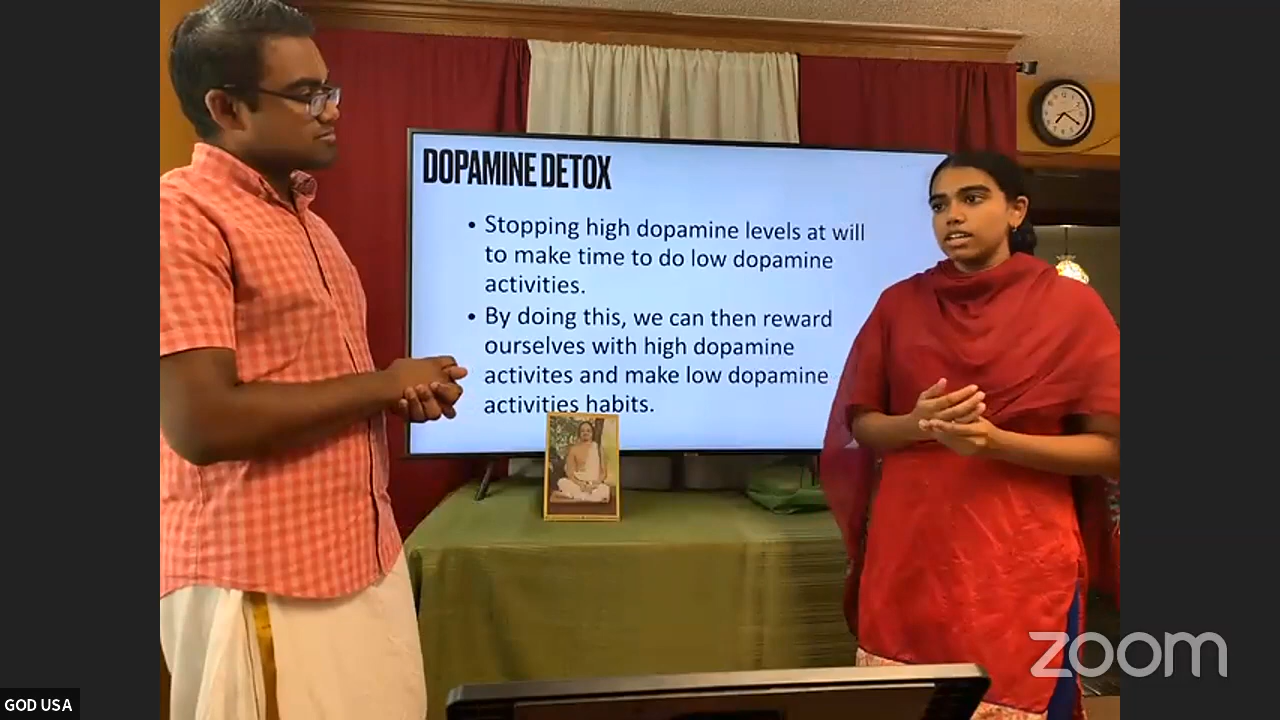 DOPAMINE DETOX
• Stopping high dopamine levels at will
to make time to do low dopamine
activities.
• By doing this, we can then reward
ourselves with high dopamine
activites and make low dopamine
activities habits.
zoom
GOD USA